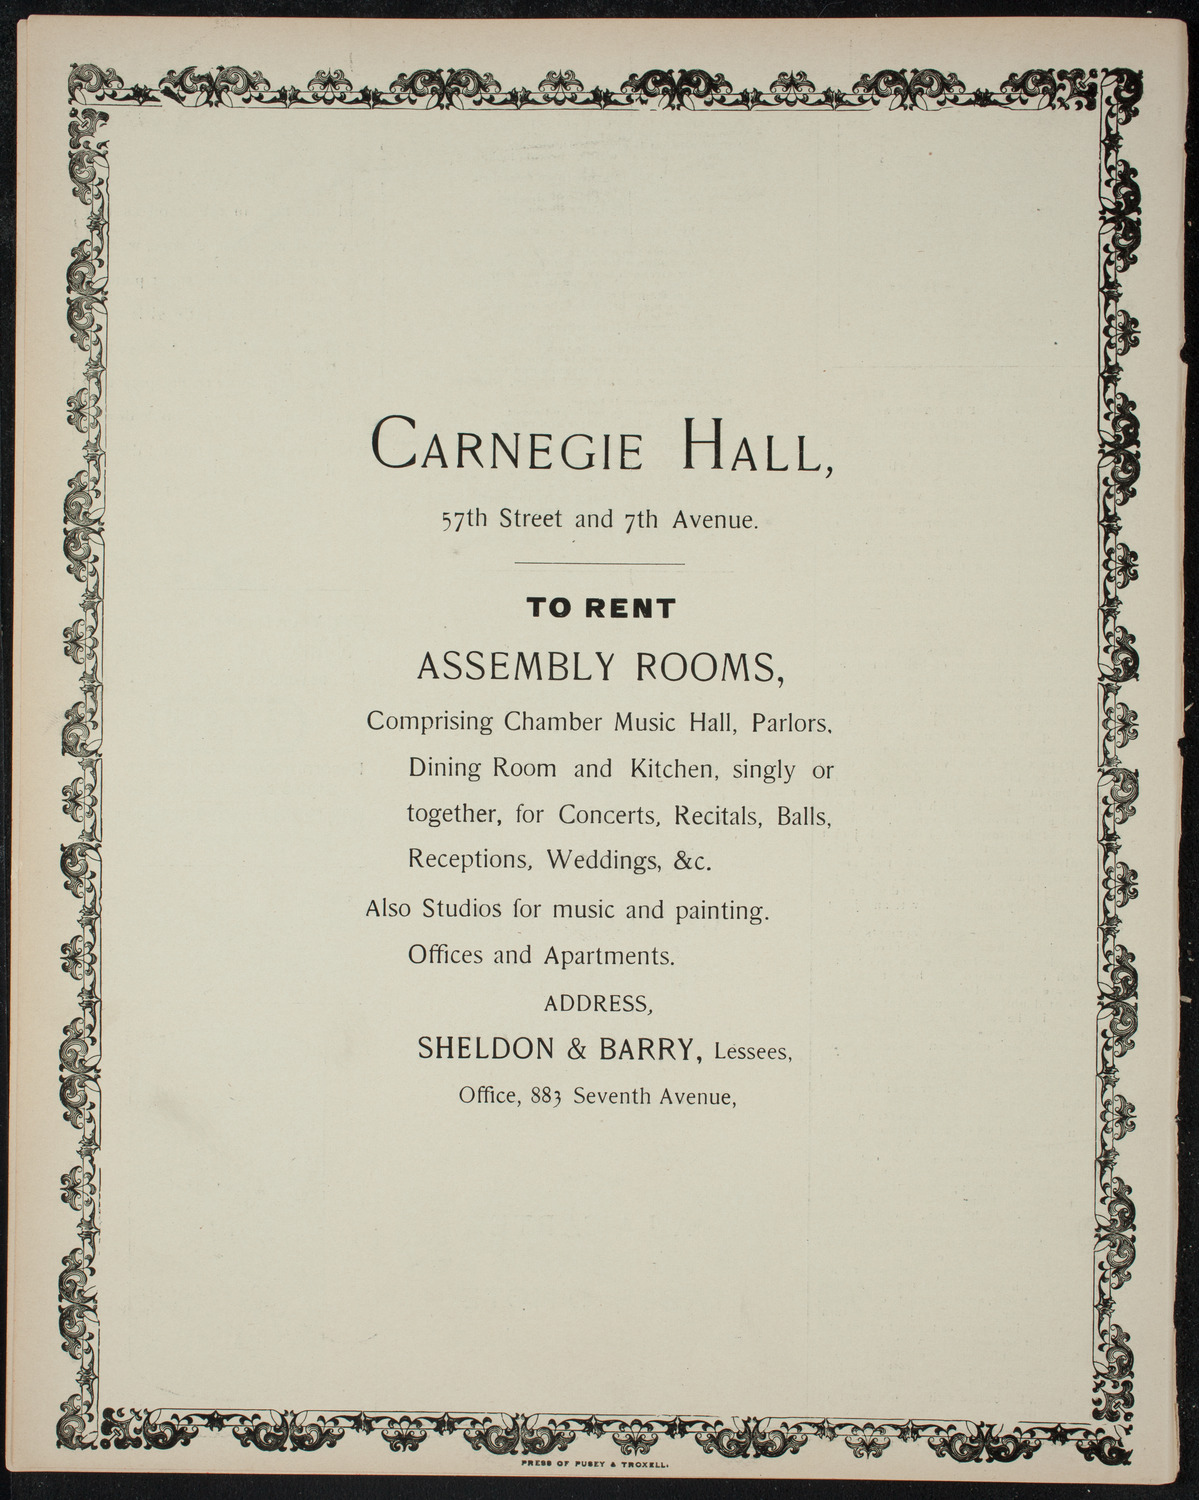 CARNEGIE HALL,
57th Street and 7th Avenue.
TO RENT
ASSEMBLY ROOMS,
Comprising Chamber Music Hall, Parlors,
Dining Room and Kitchen, singly or
together, for Concerts, Recitals, Balls,
Receptions, Weddings, &c.
Also Studios for music and painting.
Offices and Apartments.
ADDRESS,
SHELDON & BARRY, Lessees,
Office, 883 Seventh Avenue,
PRESS OF PUSEY & TROXELL.